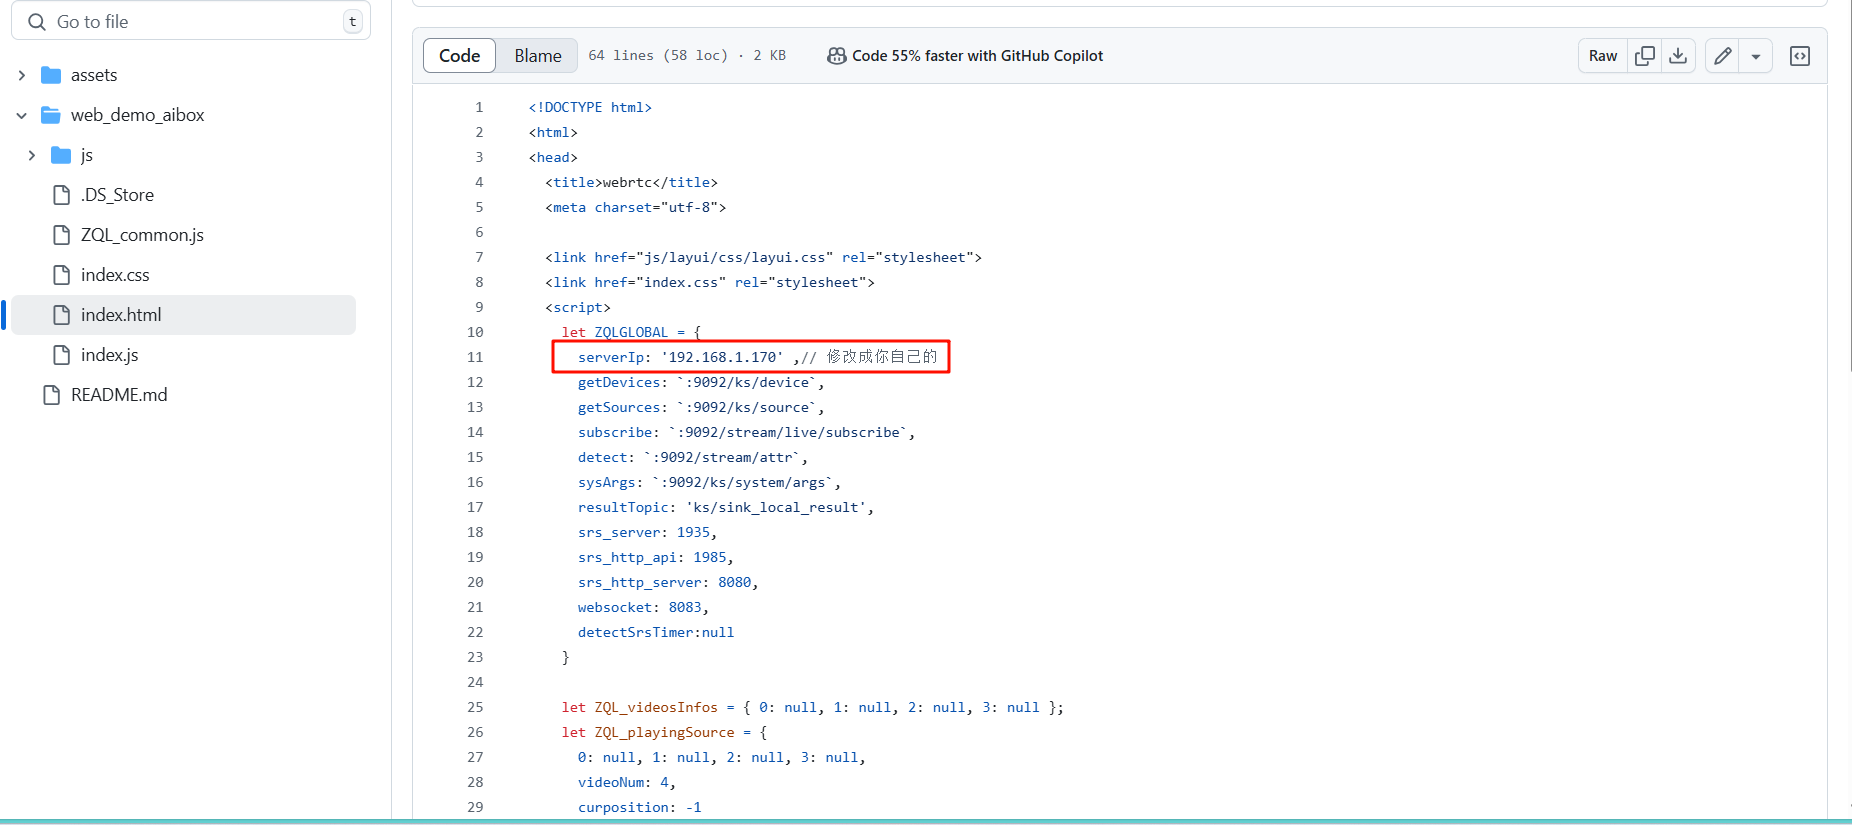 Go to file
t
assets
web_demo_aibox
js
.DS_Store
ZQL_common.js
index.css
index.html
index.js
README.md
Code
Blame
64 lines (58 loc) · 2 KB
Code 55% faster with GitHub Copilot
Raw
1 <!DOCTYPE html>
2 <html>
3 <head>
4 <title>webrtc</title>
5 <meta charset="utf-8">
6
7 <link href="js/layui/css/layui.css" rel="stylesheet">
8 <link href="index.css" rel="stylesheet">
9 <script>
10 let ZQLGLOBAL = {
11 serverIp: '192.168.1.170' ,// 修改成你自己的
12 getDevices: `:9092/ks/device`,
13 getSources: `:9092/ks/source`,
14 subscribe: `:9092/stream/live/subscribe`,
15 detect: `:9092/stream/attr`,
16 sysArgs: `:9092/ks/system/args`,
17 resultTopic: 'ks/sink_local_result',
18 srs_server: 1935,
19 srs_http_api: 1985,
20 srs_http_server: 8080,
21 websocket: 8083,
22 detectSrsTimer:null
23 }
24
25 let ZQL_videosInfos = { 0: null, 1: null, 2: null, 3: null };
26 let ZQL_playingSource = {
27 0: null, 1: null, 2: null, 3: null,
28 videoNum: 4,
29 curposition: -1